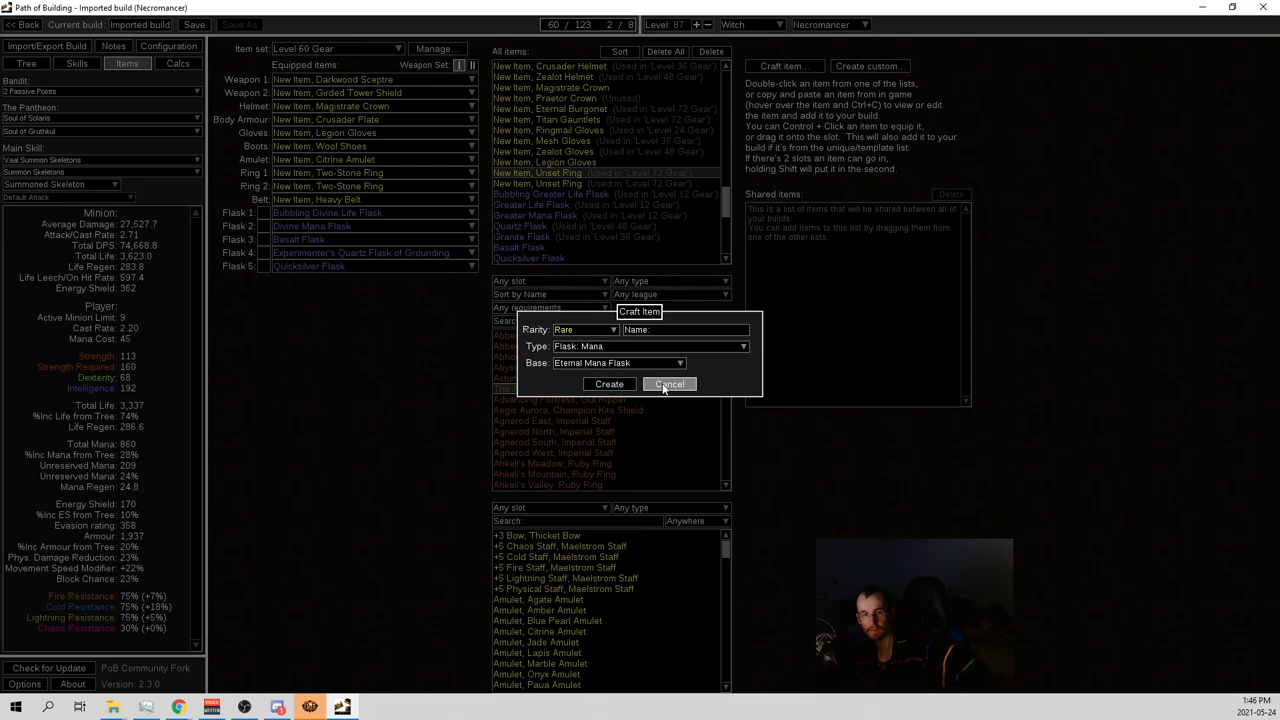 Path of Building - Imported build (Necromancer)
<< Back Current build: Imported build Save Save As 60 / 123 2 / 8 Level: 87 Witch Necromancer
Import/Export Build Notes Configuration
Tree Skills Items Calcs
Bandit:
2 Passive Points
The Pantheon:
Soul of Solaris
Soul of Gruthkul
Main Skill:
Vaal Summon Skeletons
Summon Skeletons
Summoned Skeleton
Default Attack
Minion:
Average Damage: 27,527.7
Attack/Cast Rate: 2.71
Total DPS: 74,668.8
Total Life: 3,623.0
Life Regen: 283.8
Life Leech/On Hit Rate: 597.4
Energy Shield: 362
Player:
Active Minion Limit: 9
Cast Rate: 2.20
Mana Cost: 45
Strength: 113
Strength Required: 160
Dexterity: 68
Intelligence: 192
Total Life: 3,337
%Inc Life from Tree: 74%
Life Regen: 286.6
Total Mana: 860
%Inc Mana from Tree: 28%
Unreserved Mana: 209
Unreserved Mana: 24%
Mana Regen: 24.8
Energy Shield: 170
%Inc ES from Tree: 10%
Evasion rating: 358
Armour: 1,937
%Inc Armour from Tree: 20%
Phys. Damage Reduction: 23%
Movement Speed Modifier: +22%
Block Chance: 23%
Fire Resistance: 75% (+7%)
Cold Resistance: 75% (+18%)
Lightning Resistance: 75% (+5%)
Chaos Resistance: 30% (+0%)
Check for Update PoB Community Fork
Options About Version: 2.3.0
Item set: Level 60 Gear Manage...
Equipped items: Weapon Set: I II
Weapon 1: New Item, Darkwood Sceptre
Weapon 2: New Item, Girded Tower Shield
Helmet: New Item, Magistrate Crown
Body Armour: New Item, Crusader Plate
Gloves: New Item, Legion Gloves
Boots: New Item, Wool Shoes
Amulet: New Item, Citrine Amulet
Ring 1: New Item, Two-Stone Ring
Ring 2: New Item, Two-Stone Ring
Belt: New Item, Heavy Belt
Flask 1: Bubbling Divine Life Flask
Flask 2: Divine Mana Flask
Flask 3: Basalt Flask
Flask 4: Experimenter's Quartz Flask of Grounding
Flask 5: Quicksilver Flask
All items: Sort Delete All Delete
New Item, Crusader Helmet (Used in 'Level 36 Gear')
New Item, Zealot Helmet (Used in 'Level 48 Gear')
New Item, Magistrate Crown
New Item, Praetor Crown (Unused)
New Item, Eternal Burgonet (Used in 'Level 72 Gear')
New Item, Titan Gauntlets (Used in 'Level 72 Gear')
New Item, Ringmail Gloves (Used in 'Level 24 Gear')
New Item, Mesh Gloves (Used in 'Level 36 Gear')
New Item, Zealot Gloves (Used in 'Level 48 Gear')
New Item, Legion Gloves
New Item, Unset Ring (Used in 'Level 72 Gear')
New Item, Unset Ring (Used in 'Level 72 Gear')
Bubbling Greater Life Flask (Used in 'Level 12 Gear')
Greater Life Flask (Used in 'Level 12 Gear')
Greater Mana Flask (Used in 'Level 12 Gear')
Quartz Flask (Used in 'Level 48 Gear')
Granite Flask (Used in 'Level 36 Gear')
Basalt Flask
Quicksilver Flask
Any slot Any type
Sort by Name Any league
Any requirements
Craft Item
Rarity: Rare Name:
Type: Flask: Mana
Base: Eternal Mana Flask
Create Cancel
Aegis Aurora, Champion Kite Shield
Agnerod East, Imperial Staff
Agnerod North, Imperial Staff
Agnerod South, Imperial Staff
Agnerod West, Imperial Staff
Ahkeli's Meadow, Ruby Ring
Ahkeli's Mountain, Ruby Ring
Ahkeli's Valley, Ruby Ring
Any slot Any type
Search: Anywhere
+3 Bow, Thicket Bow
+5 Chaos Staff, Maelstrom Staff
+5 Cold Staff, Maelstrom Staff
+5 Fire Staff, Maelstrom Staff
+5 Lightning Staff, Maelstrom Staff
+5 Physical Staff, Maelstrom Staff
Amulet, Agate Amulet
Amulet, Amber Amulet
Amulet, Blue Pearl Amulet
Amulet, Citrine Amulet
Amulet, Jade Amulet
Amulet, Lapis Amulet
Amulet, Marble Amulet
Amulet, Onyx Amulet
Amulet, Paua Amulet
Craft item... Create custom...
Double-click an item from one of the lists,
or copy and paste an item from in game
(hover over the item and Ctrl+C) to view or edit
the item and add it to your build.
You can Control + Click an item to equip it,
or drag it onto the slot. This will also add it to
your build if it's from the unique/template list.
If there's 2 slots an item can go in,
holding Shift will put it in the second.
Shared items: Delete
This is a list of items that will be shared between all of
your builds.
You can add items to this list by dragging them from
one of the other lists.
1:46 PM
2021-05-24